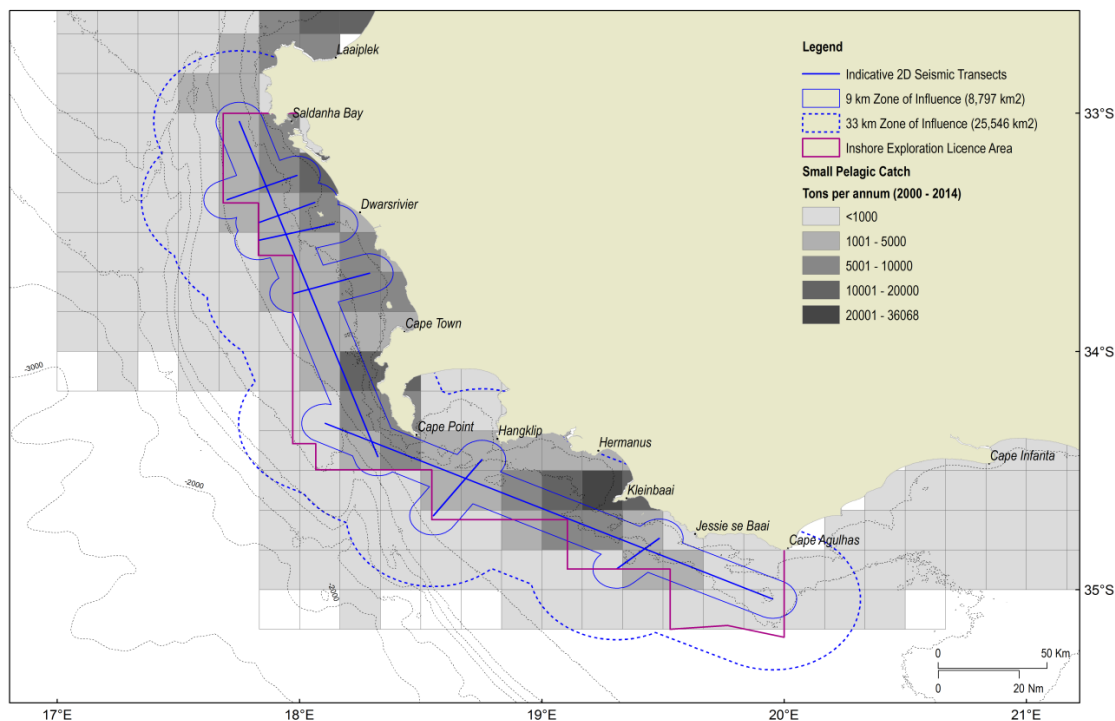 Laaiplek
Saldanha Bay
Dwarsrivier
Cape Town
Cape Point
Hangklip
Hermanus
Kleinbaai
Jessie se Baai
Cape Agulhas
Cape Infanta
-3000
-2000
-2000
Legend
Indicative 2D Seismic Transects
9 km Zone of Influence (8,797 km2)
33 km Zone of Influence (25,546 km2)
Inshore Exploration Licence Area
Small Pelagic Catch
Tons per annum (2000 - 2014)
<1000
1001 - 5000
5001 - 10000
10001 - 20000
20001 - 36068
33°S
34°S
35°S
0 50 Km
0 20 Nm
17°E 18°E 19°E 20°E 21°E